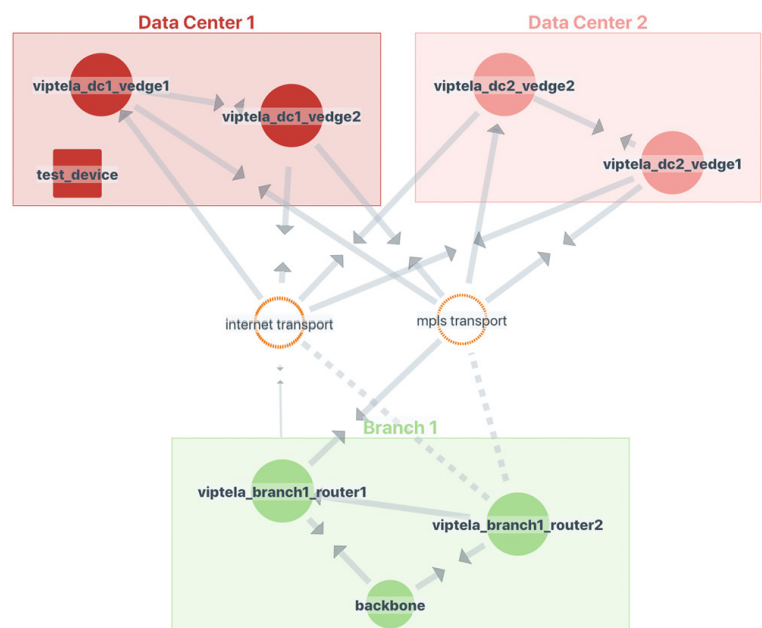 Data Center 1
Data Center 2
viptela_dc1_vedge1
viptela_dc2_vedge2
viptela_dc1_vedge2
viptela_dc2_vedge1
test_device
internet transport
mpls transport
Branch 1
viptela_branch1_router1
viptela_branch1_router2
backbone